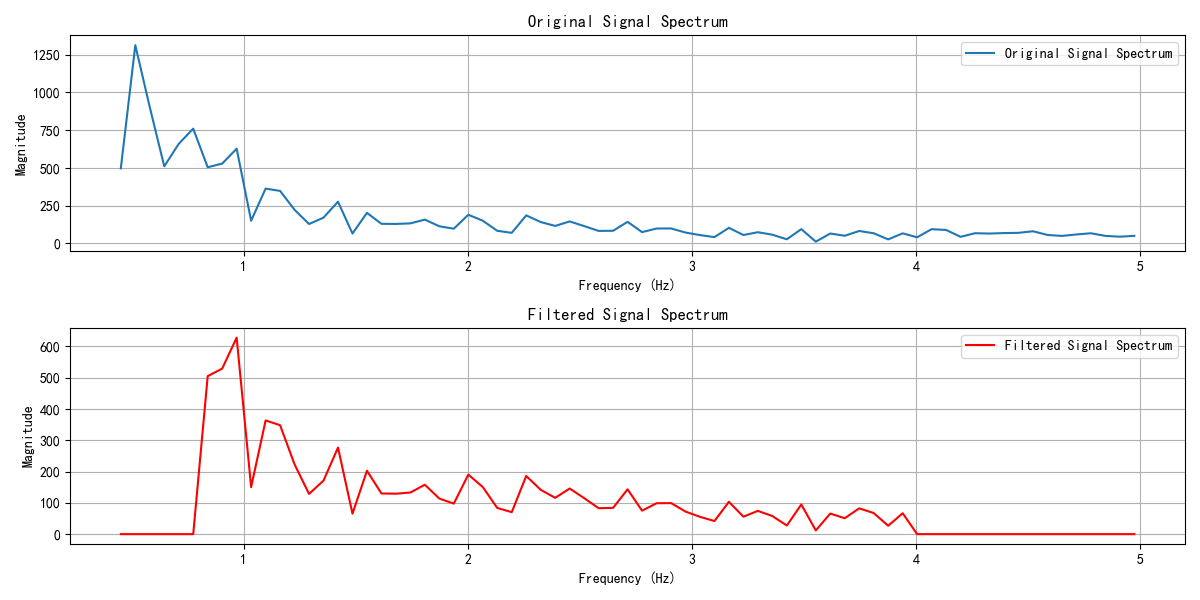 Original Signal Spectrum
Original Signal Spectrum
Magnitude
1250
1000
750
500
250
0
1 2 3 4 5
Frequency (Hz)
Filtered Signal Spectrum
Filtered Signal Spectrum
Magnitude
600
500
400
300
200
100
0
1 2 3 4 5
Frequency (Hz)